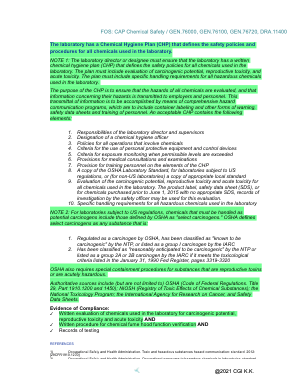 FOS: CAP Chemical Safety / GEN.76000, GEN.76100, GEN.76720, DRA 11400
The laboratory has a Chemical Hygiene Plan (CHP) that defines the safety policies and
procedures for all chemicals used in the laboratory.
NOTE 1: The laboratory director or designee must ensure that the laboratory has a written
chemical hygiene plan (CHP) that defines the safety policies for all chemicals used in the
laboratory. The plan must include evaluation of carcinogenic potential, reproductive toxicity, and
acute toxicity. The plan must include specific handling requirements for all hazardous chemicals
used in the laboratory.
The purpose of the CHP is to ensure that the hazards of all chemicals are evaluated, and that
information concerning their hazards is transmitted to employers and personnel. This
transmittal of information is to be accomplished by means of comprehensive hazard
communication programs, which are to include container labeling and other forms of warning,
safety data sheets and training of personnel. An acceptable CHP contains the following
elements:
1. Responsibilities of the laboratory director and supervisors
2. Designation of a chemical hygiene officer
3. Policies for all operations that involve chemicals
4. Criteria for the use of personal protective equipment and control devices
5. Criteria for exposure monitoring when permissible levels are exceeded
6. Provisions for medical consultations and examinations
7. Provision for training personnel on the elements of the CHP
8. A copy of the OSHA Laboratory Standard, for laboratories subject to US
regulations, or (for non-US laboratories) a copy of appropriate local standard
9. Evaluation of the carcinogenic potential, reproductive toxicity and acute toxicity for
all chemicals used in the laboratory. The product label, safety data sheet (SDS), or
for chemicals purchased prior to June 1, 2015 with no appropriate SDS, records of
investigation by the safety officer may be used for this evaluation.
10. Specific handling requirements for all hazardous chemicals used in the laboratory
NOTE 2: For laboratories subject to US regulations, chemicals that must be handled as
potential carcinogens include those defined by OSHA as "select carcinogens." OSHA defines
select carcinogens as any substance that is:
1. Regulated as a carcinogen by OSHA, has been classified as "known to be
carcinogenic" by the NTP, or listed as a group I carcinogen by the IARC
2. Has been classified as "reasonably anticipated to be carcinogenic" by the NTP or listed
as a group 2A or 2B carcinogen by the IARC if it meets the toxicological
criteria listed in the January 31, 1990 Fed Register, pages 3319-3320
OSHA also requires special containment procedures for substances that are reproductive toxins
or are acutely hazardous.
Authoritative sources include (but are not limited to) OSHA (Code of Federal Regulations. Title
29, Part 1910.1200 and 1450); NIOSH (Registry of Toxic Effects of Chemical Substances); the
National Toxicology Program; the International Agency for Research on Cancer; and Safety
Data Sheets.
Evidence of Compliance:
✓ Written evaluation of chemicals used in the laboratory for carcinogenic potential,
reproductive toxicity and acute toxicity AND
✓ Written procedure for chemical fume hood function verification AND
✓ Records of testing
REFERENCES
@2021 CGI K.K.